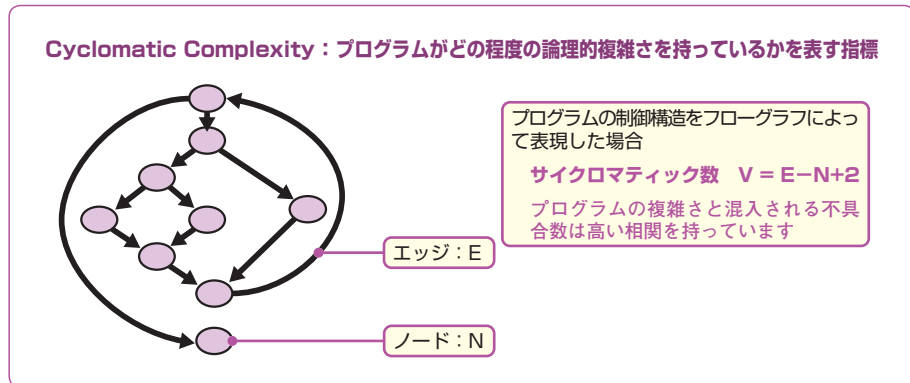 Cyclomatic Complexity：プログラムがどの程度の論理的複雑さを持っているかを表す指標
プログラムの制御構造をフローグラフによっ
て表現した場合
サイクロマティック数　V = E−N+2
プログラムの複雑さと混入される不具
合数は高い相関を持っています
エッジ：E
ノード：N